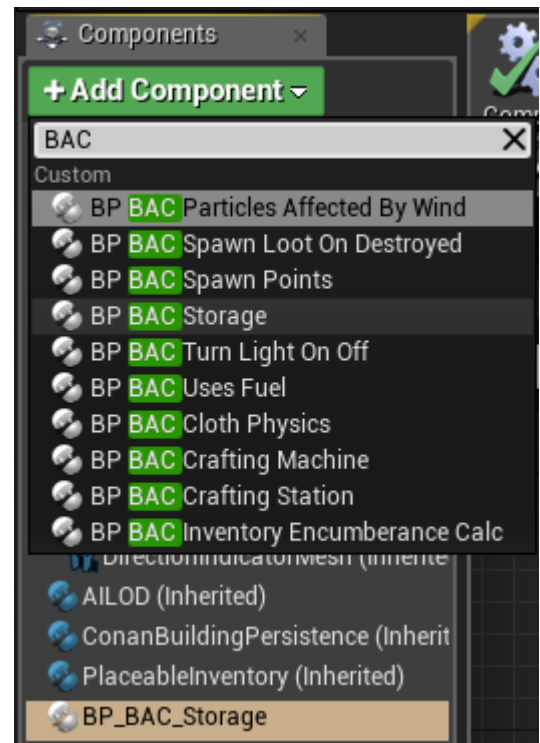 Components
+ Add Component
BAC
Custom
BP BAC Particles Affected By Wind
BP BAC Spawn Loot On Destroyed
BP BAC Spawn Points
BP BAC Storage
BP BAC Turn Light On Off
BP BAC Uses Fuel
BP BAC Cloth Physics
BP BAC Crafting Machine
BP BAC Crafting Station
BP BAC Inventory Encumberance Calc
DirectionIndicatorMesh (Inherite
AILOD (Inherited)
ConanBuildingPersistence (Inherit
PlaceableInventory (Inherited)
BP_BAC_Storage